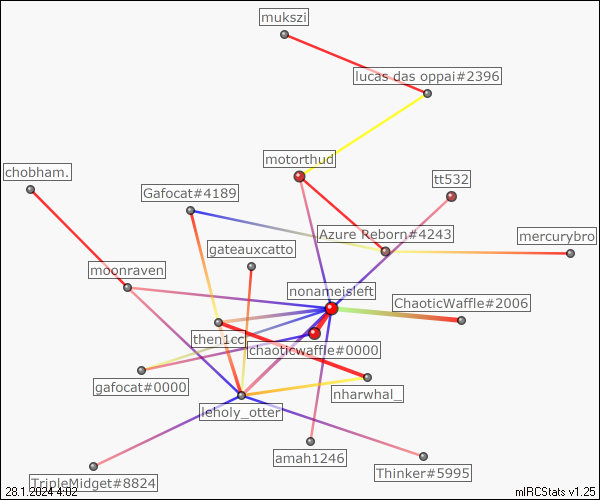 mukszi
lucas das oppai#2396
motorthud
chobham.
tt532
Gafocat#4189
Azure Reborn#4243
mercurybro
gateauxcatto
moonraven
nonameisleft
ChaoticWaffle#2006
then1cc
chaoticwaffle#0000
gafocat#0000
nharwhal_
leholy_otter
amah1246
Thinker#5995
TripleMidget#8824
28.1.2024 4:02
mIRCStats v1.25